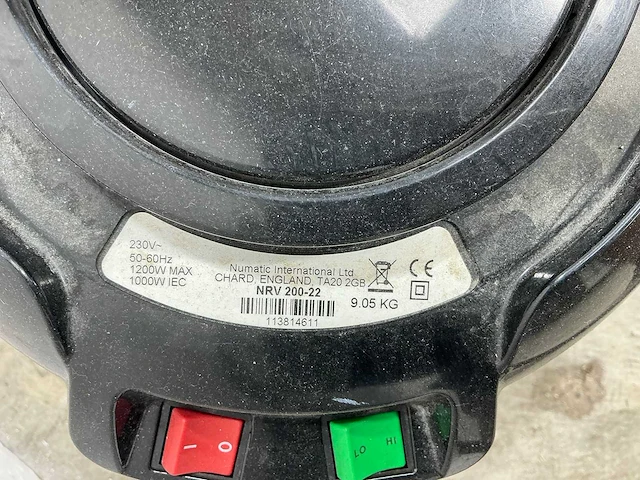 230V~
50-60Hz
1200W MAX
1000W IEC
Numatic International Ltd
CHARD, ENGLAND, TA20 2GB
NRV 200-22
113814611
CE
9.05 KG
I O
LO HI